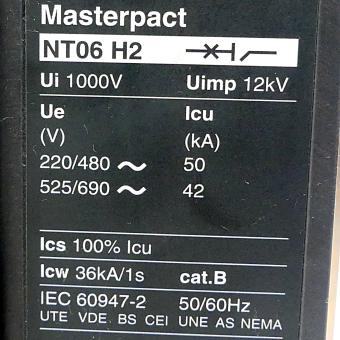 Masterpact
NT06 H2
Ui 1000V Uimp 12kV
Ue Icu
(V) (kA)
220/480 ~ 50
525/690 ~ 42
Ics 100% Icu
Icw 36kA/1s cat.B
IEC 60947-2 50/60Hz
UTE VDE BS CEI UNE AS NEMA